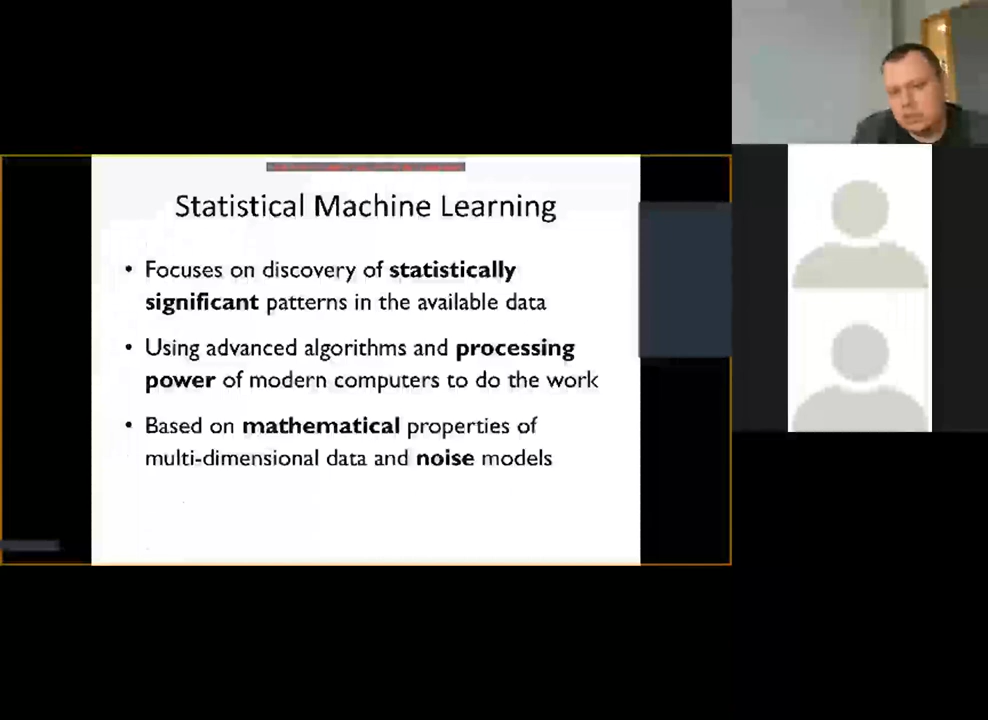 Statistical Machine Learning
• Focuses on discovery of statistically
significant patterns in the available data
• Using advanced algorithms and processing
power of modern computers to do the work
• Based on mathematical properties of
multi-dimensional data and noise models